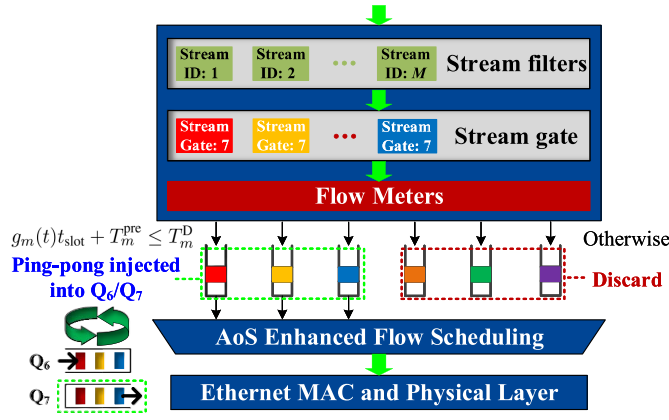 Stream ID: 1
Stream ID: 2
...
Stream ID: M
Stream filters
Stream Gate: 7
Stream Gate: 7
...
Stream Gate: 7
Stream gate
Flow Meters
g_m(t)t_slot + T_m^pre ≤ T_m^D
Otherwise
Ping-pong injected
into Q₆/Q₇
Discard
AoS Enhanced Flow Scheduling
Q₆
Q₇
Ethernet MAC and Physical Layer